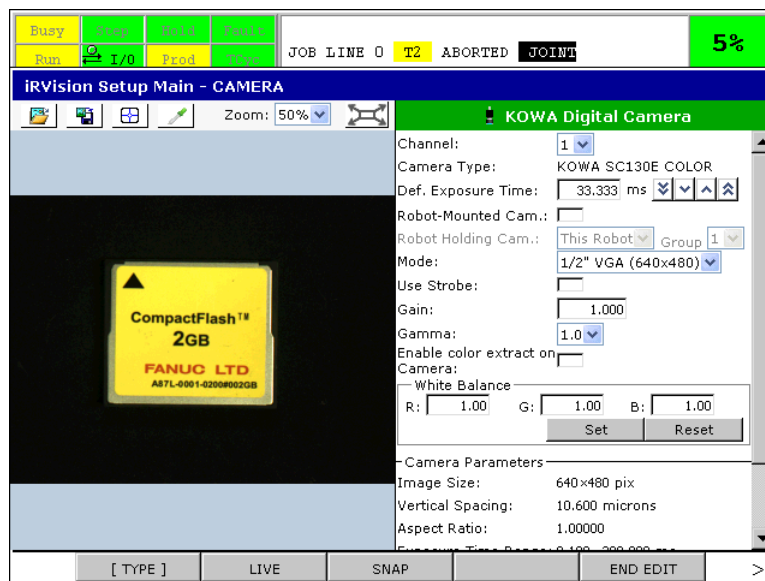 Busy Step Hold Fault
Run I/O Prod TCyc
JOB LINE 0 T2 ABORTED JOINT
5%
iRVision Setup Main - CAMERA
Zoom: 50%
KOWA Digital Camera
Channel: 1
Camera Type: KOWA SC130E COLOR
Def. Exposure Time: 33.333 ms
Robot-Mounted Cam.:
Robot Holding Cam.: This Robot Group 1
Mode: 1/2" VGA (640x480)
Use Strobe:
Gain: 1.000
Gamma: 1.0
Enable color extract on
Camera:
White Balance
R: 1.00 G: 1.00 B: 1.00
Set Reset
Camera Parameters
Image Size: 640×480 pix
Vertical Spacing: 10.600 microns
Aspect Ratio: 1.00000
CompactFlash™
2GB
FANUC LTD
A87L-0001-0200#002GB
[ TYPE ] LIVE SNAP END EDIT >